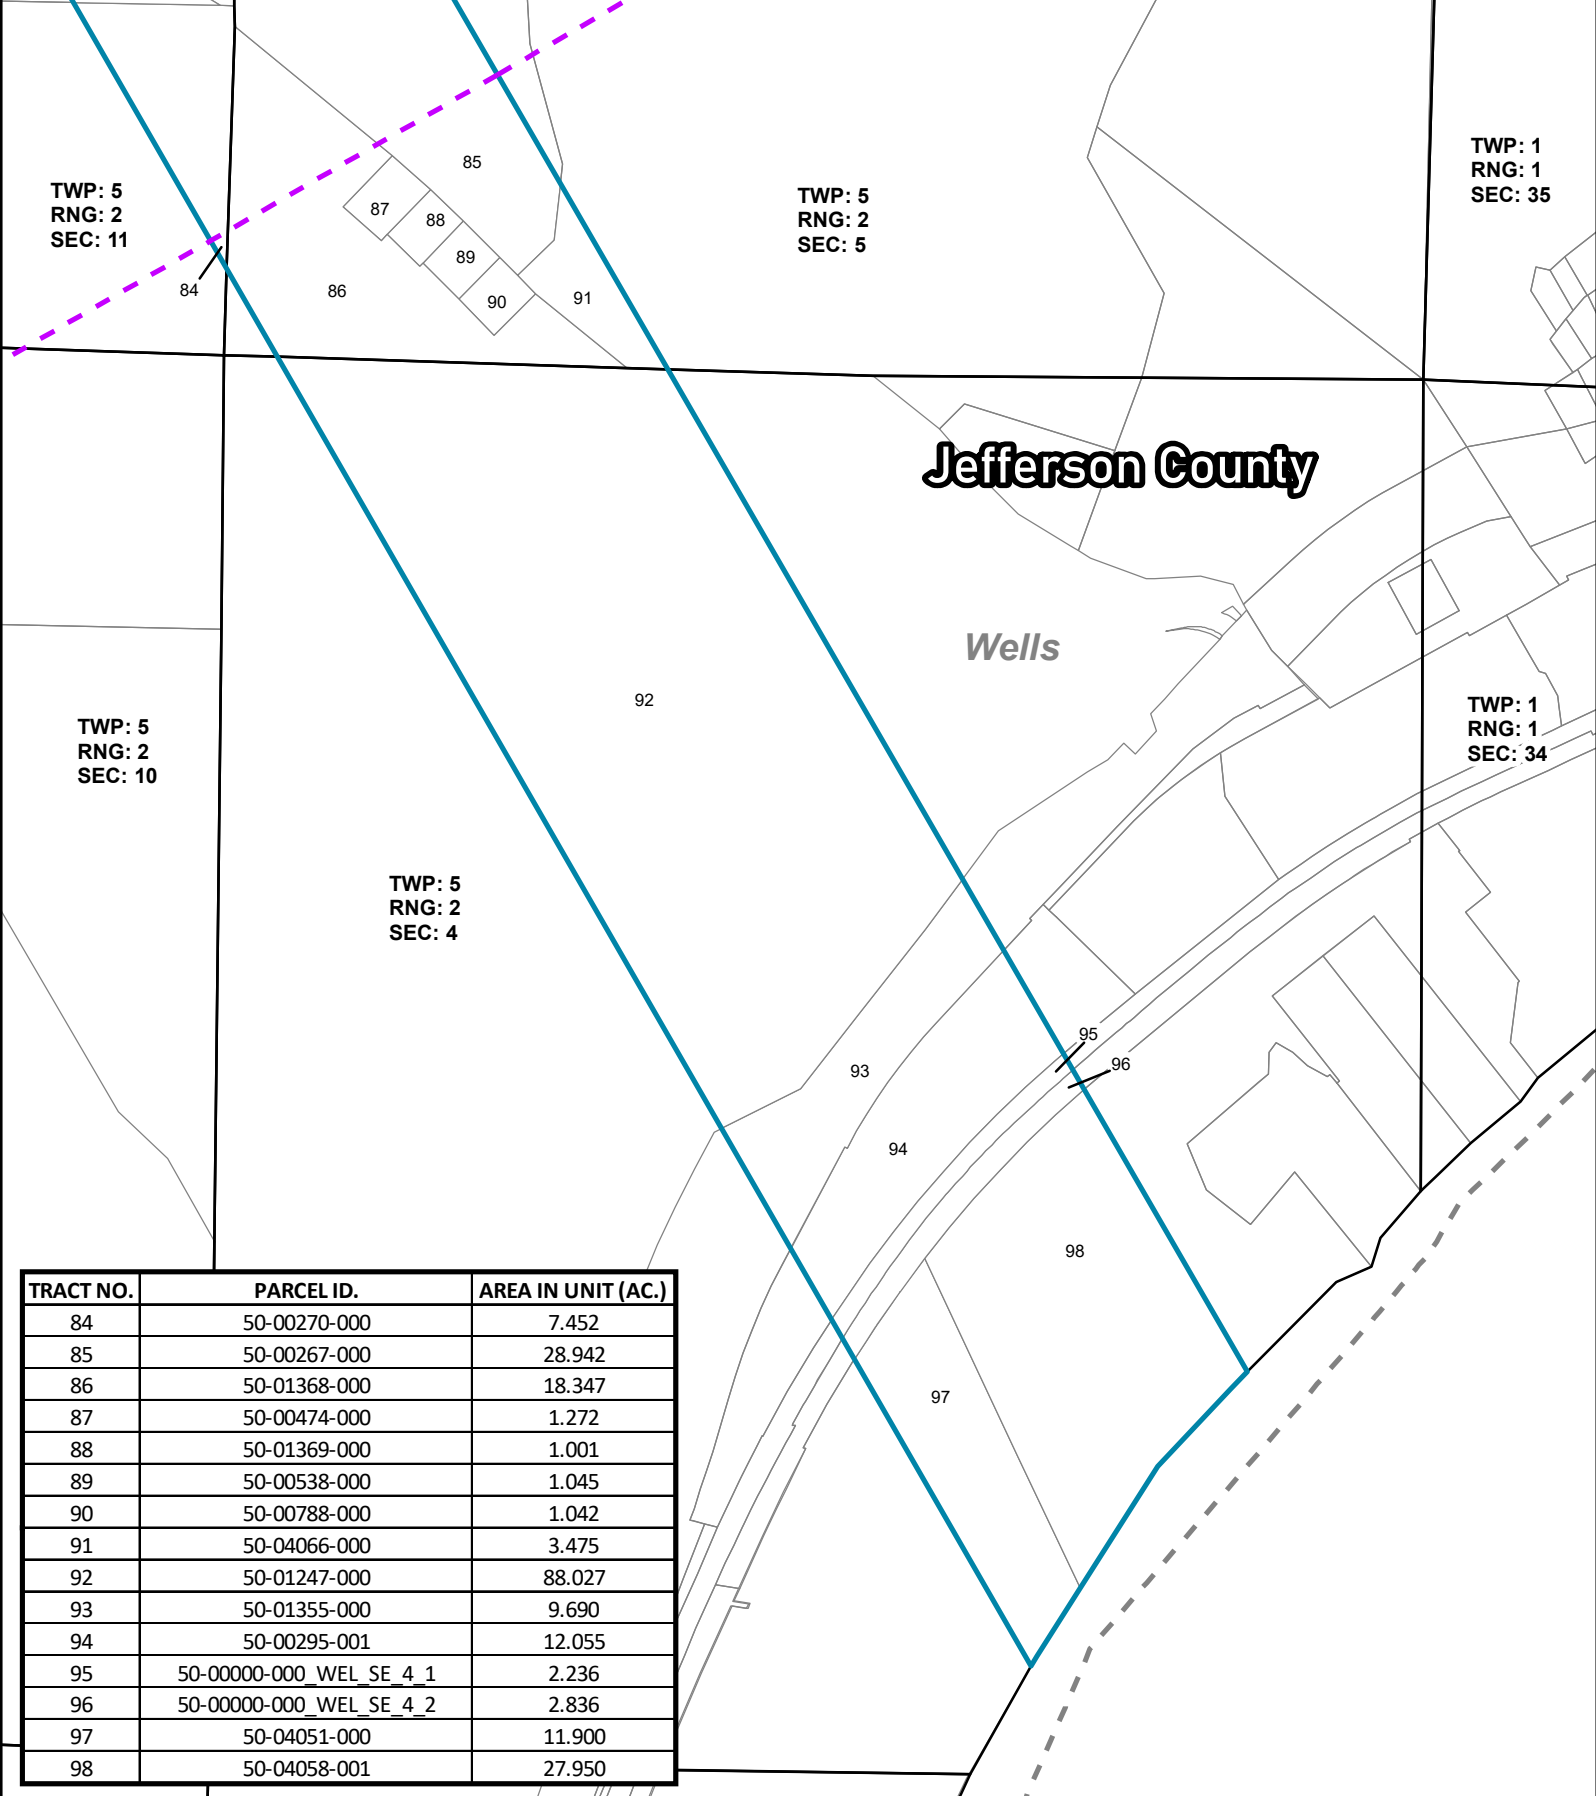 85
TWP: 1
RNG: 1
SEC: 35
TWP: 5
RNG: 2
SEC: 11
87
88
TWP: 5
RNG: 2
SEC: 5
89
84
86
90
91
Jefferson County
Wells
92
TWP: 5
RNG: 2
SEC: 10
TWP: 1
RNG: 1
SEC: 34
TWP: 5
RNG: 2
SEC: 4
95
96
93
94
98
97
TRACT NO. PARCEL ID. AREA IN UNIT (AC.)
84 50-00270-000 7.452
85 50-00267-000 28.942
86 50-01368-000 18.347
87 50-00474-000 1.272
88 50-01369-000 1.001
89 50-00538-000 1.045
90 50-00788-000 1.042
91 50-04066-000 3.475
92 50-01247-000 88.027
93 50-01355-000 9.690
94 50-00295-001 12.055
95 50-00000-000_WEL_SE_4_1 2.236
96 50-00000-000_WEL_SE_4_2 2.836
97 50-04051-000 11.900
98 50-04058-001 27.950